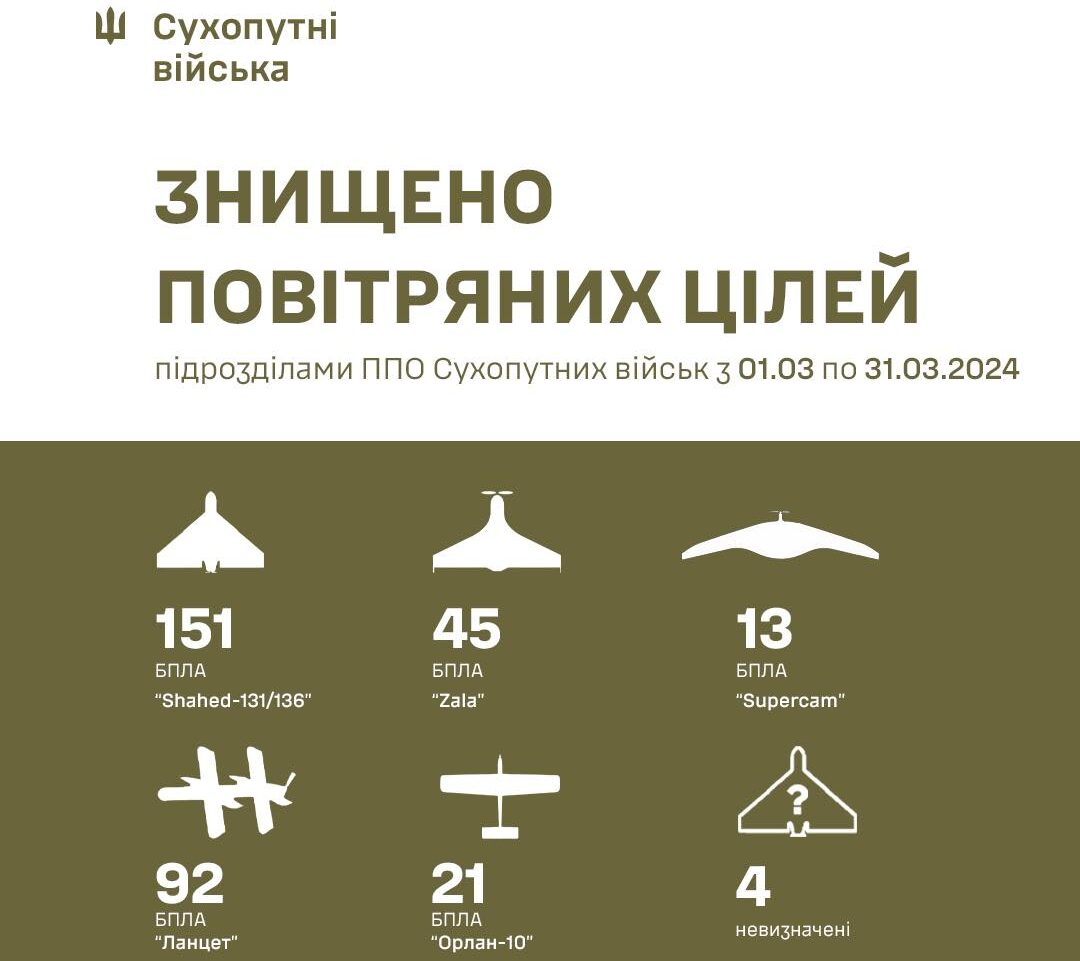 Сухопутні
війська
ЗНИЩЕНО
ПОВІТРЯНИХ ЦІЛЕЙ
підрозділами ППО Сухопутних військ з 01.03 по 31.03.2024
151
БПЛА
“Shahed-131/136”
45
БПЛА
“Zala”
13
БПЛА
“Supercam”
92
БПЛА
“Ланцет”
21
БПЛА
“Орлан-10”
?
4
невизначені